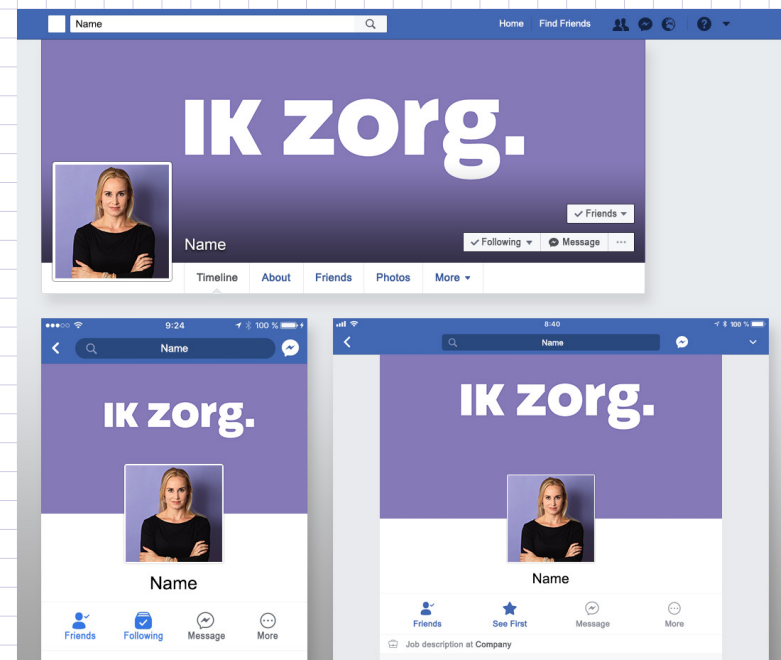 Name
Home Find Friends
IK zorg.
Friends
Name
Following Message
Timeline About Friends Photos More
9:24 100 %
Name
IK zorg.
Name
Friends Following Message More
8:40 100 %
Name
IK zorg.
Name
Friends See First Message More
Job description at Company